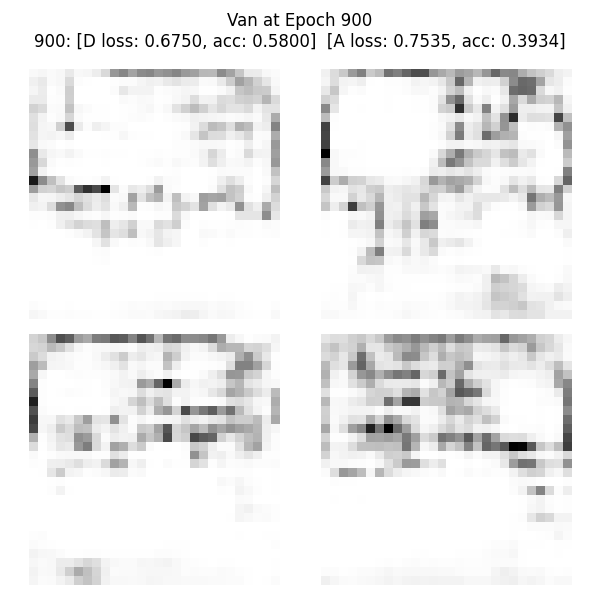 Van at Epoch 900
900: [D loss: 0.6750, acc: 0.5800]  [A loss: 0.7535, acc: 0.3934]